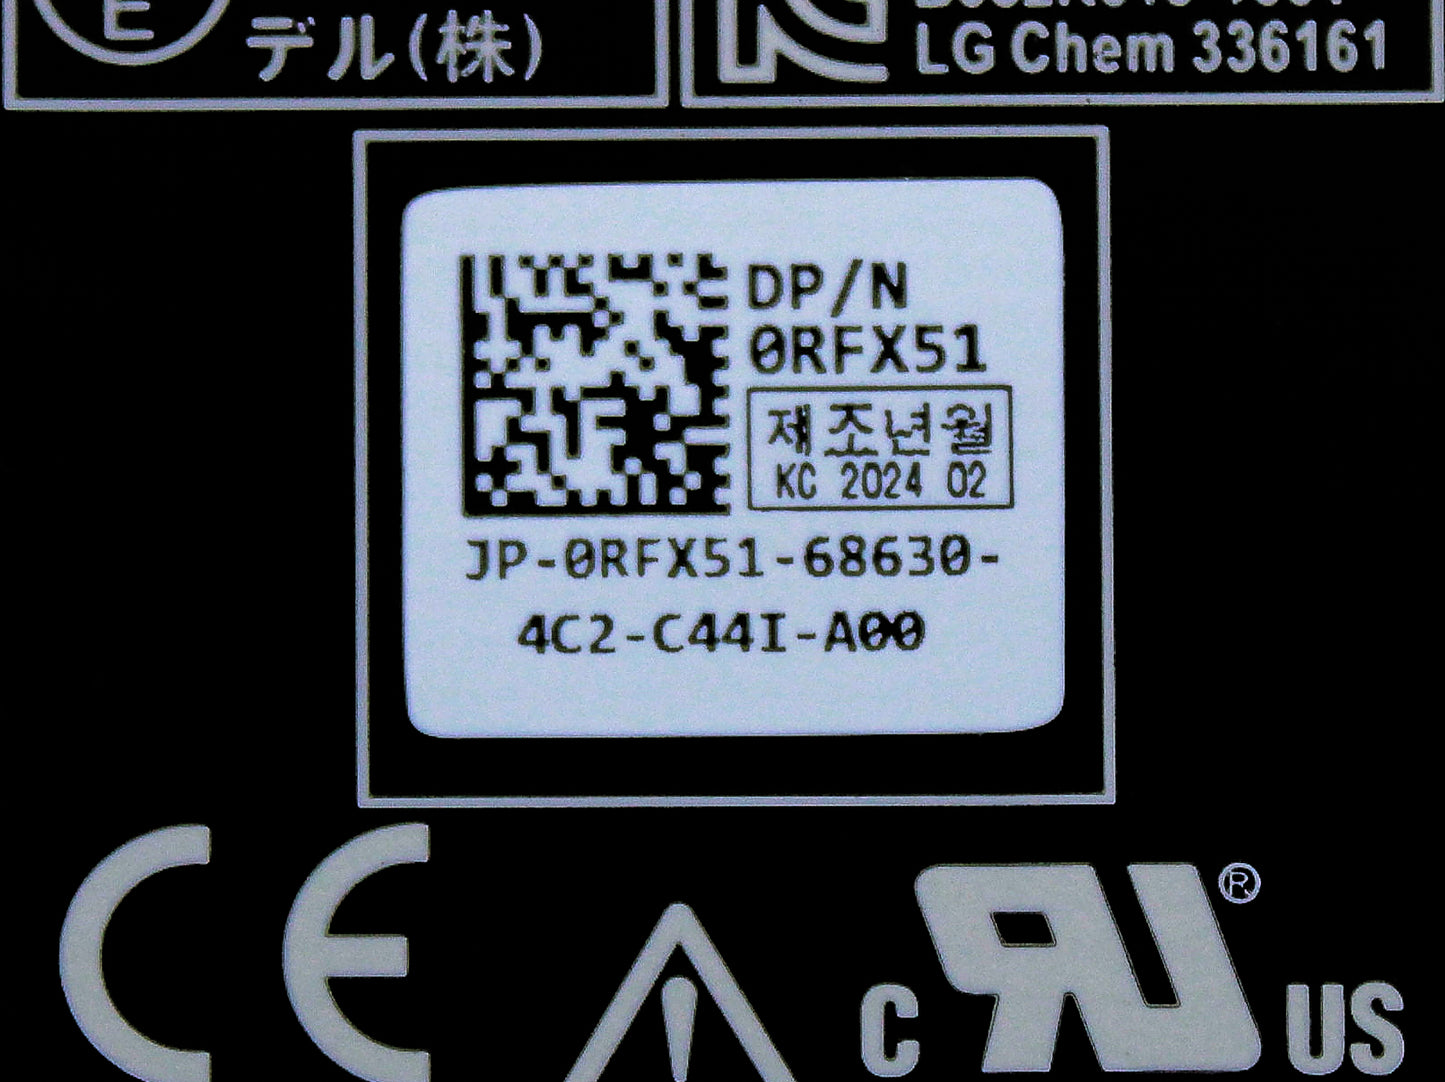 E
デル(株)
LG Chem 336161
DP/N
0RFX51
제조년월
KC 2024 02
JP-0RFX51-68630-
4C2-C44I-A00
CE
C RU ® US